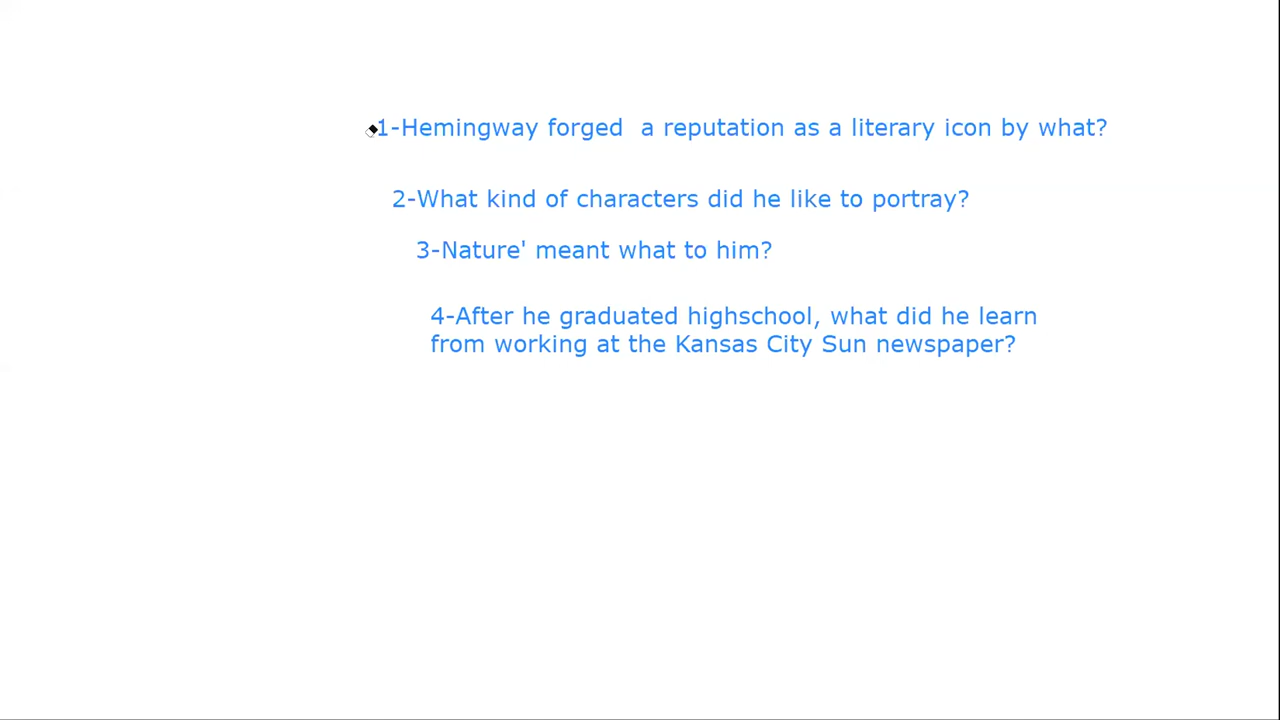 1-Hemingway forged  a reputation as a literary icon by what?
2-What kind of characters did he like to portray?
3-Nature' meant what to him?
4-After he graduated highschool, what did he learn
from working at the Kansas City Sun newspaper?